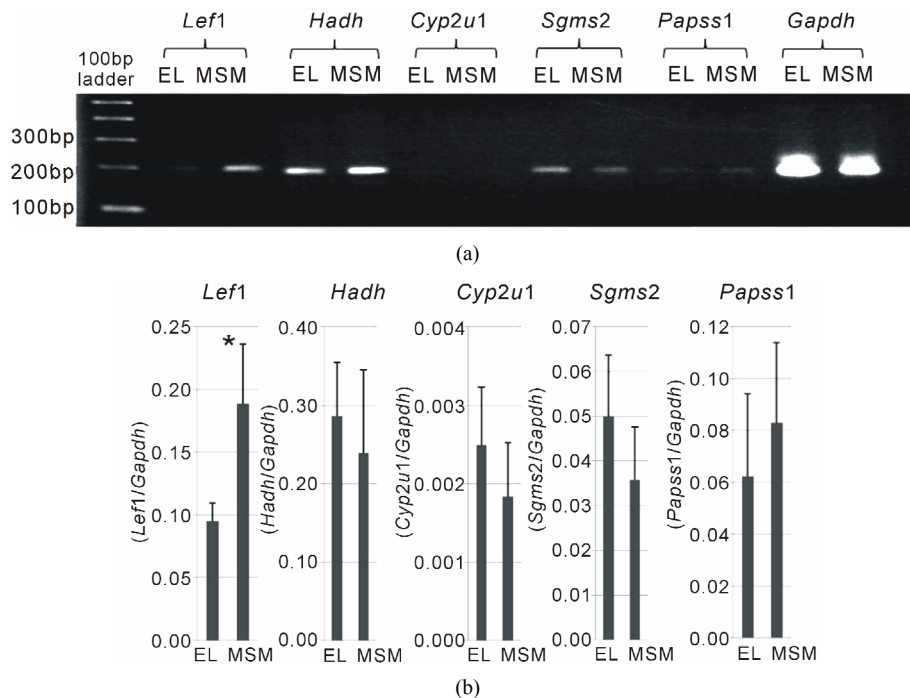 Lef1 Hadh Cyp2u1 Sgms2 Papss1 Gapdh
100bp
ladder
EL MSM EL MSM EL MSM EL MSM EL MSM EL MSM
300bp
200bp
100bp
(a)
Lef1 Hadh Cyp2u1 Sgms2 Papss1
(Lef1/Gapdh)
0.25
0.20
0.15
0.10
0.05
0.00
*
EL MSM
(Hadh/Gapdh)
0.40
0.30
0.20
0.10
0.00
EL MSM
(Cyp2u1/Gapdh)
0.004
0.003
0.002
0.001
0.000
EL MSM
(Sgms2/Gapdh)
0.07
0.06
0.05
0.04
0.03
0.02
0.01
0.00
EL MSM
(Papss1/Gapdh)
0.12
0.10
0.08
0.06
0.04
0.02
0.00
EL MSM
(b)